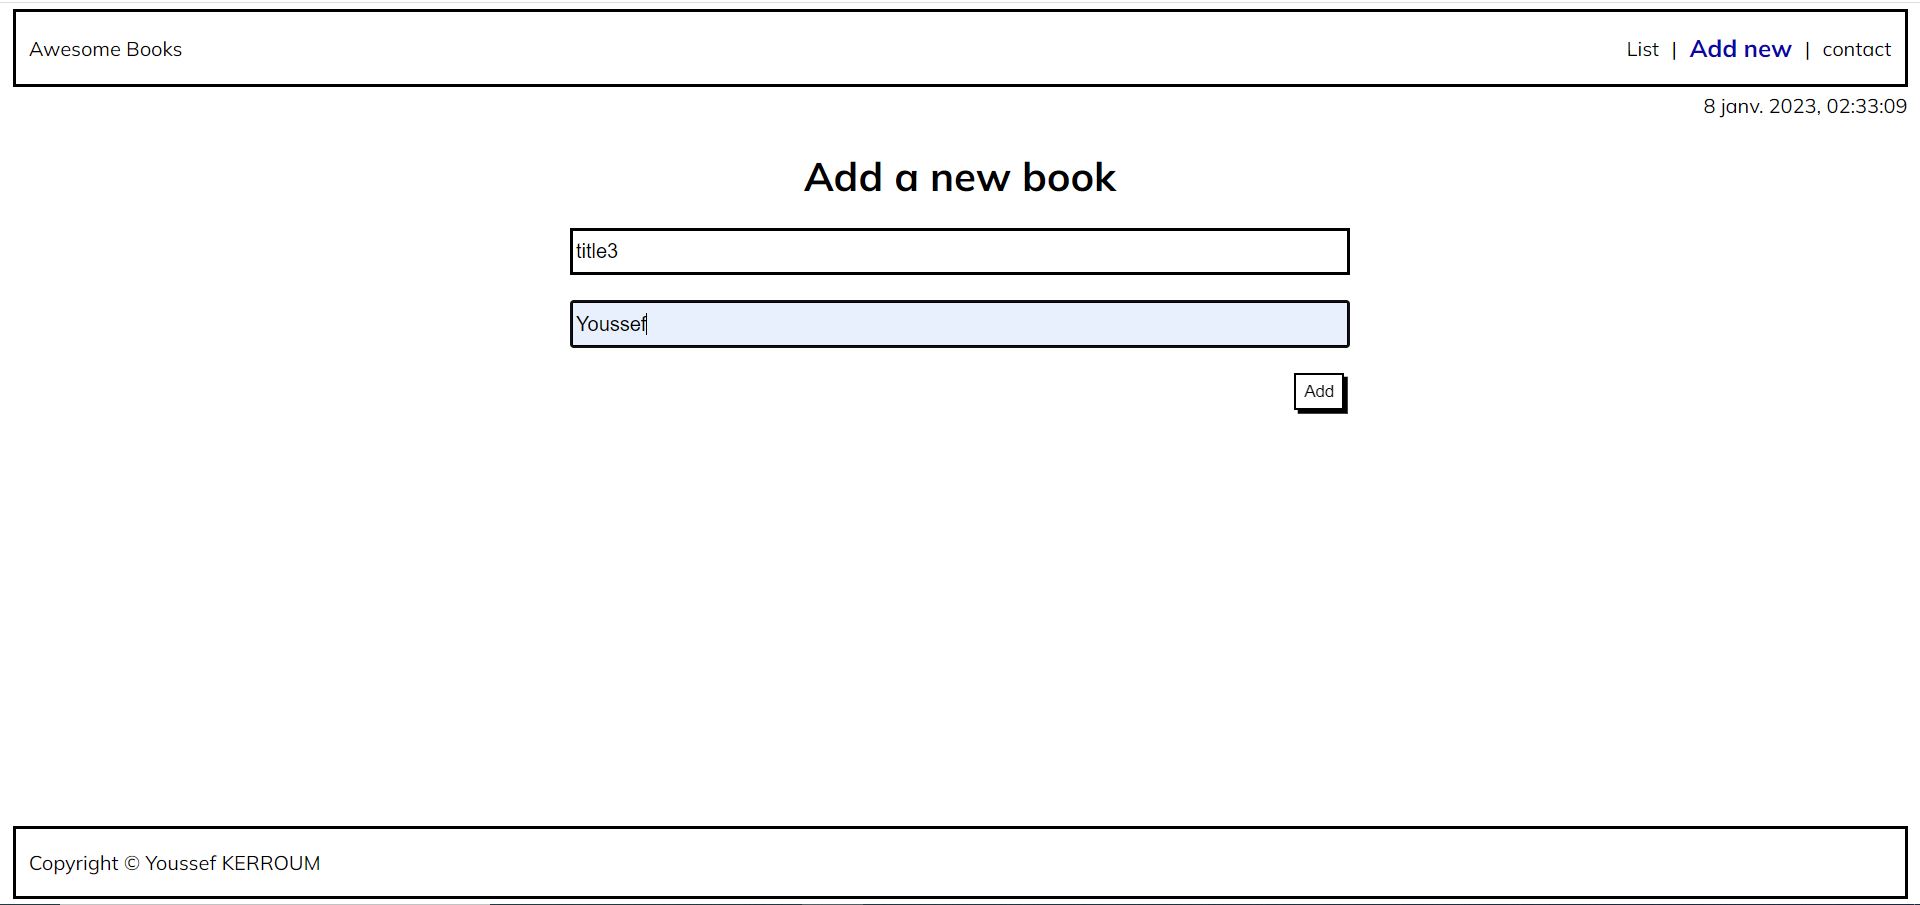 Awesome Books List | Add new | contact
8 janv. 2023, 02:33:09
Add a new book
title3
Youssef
Add
Copyright © Youssef KERROUM